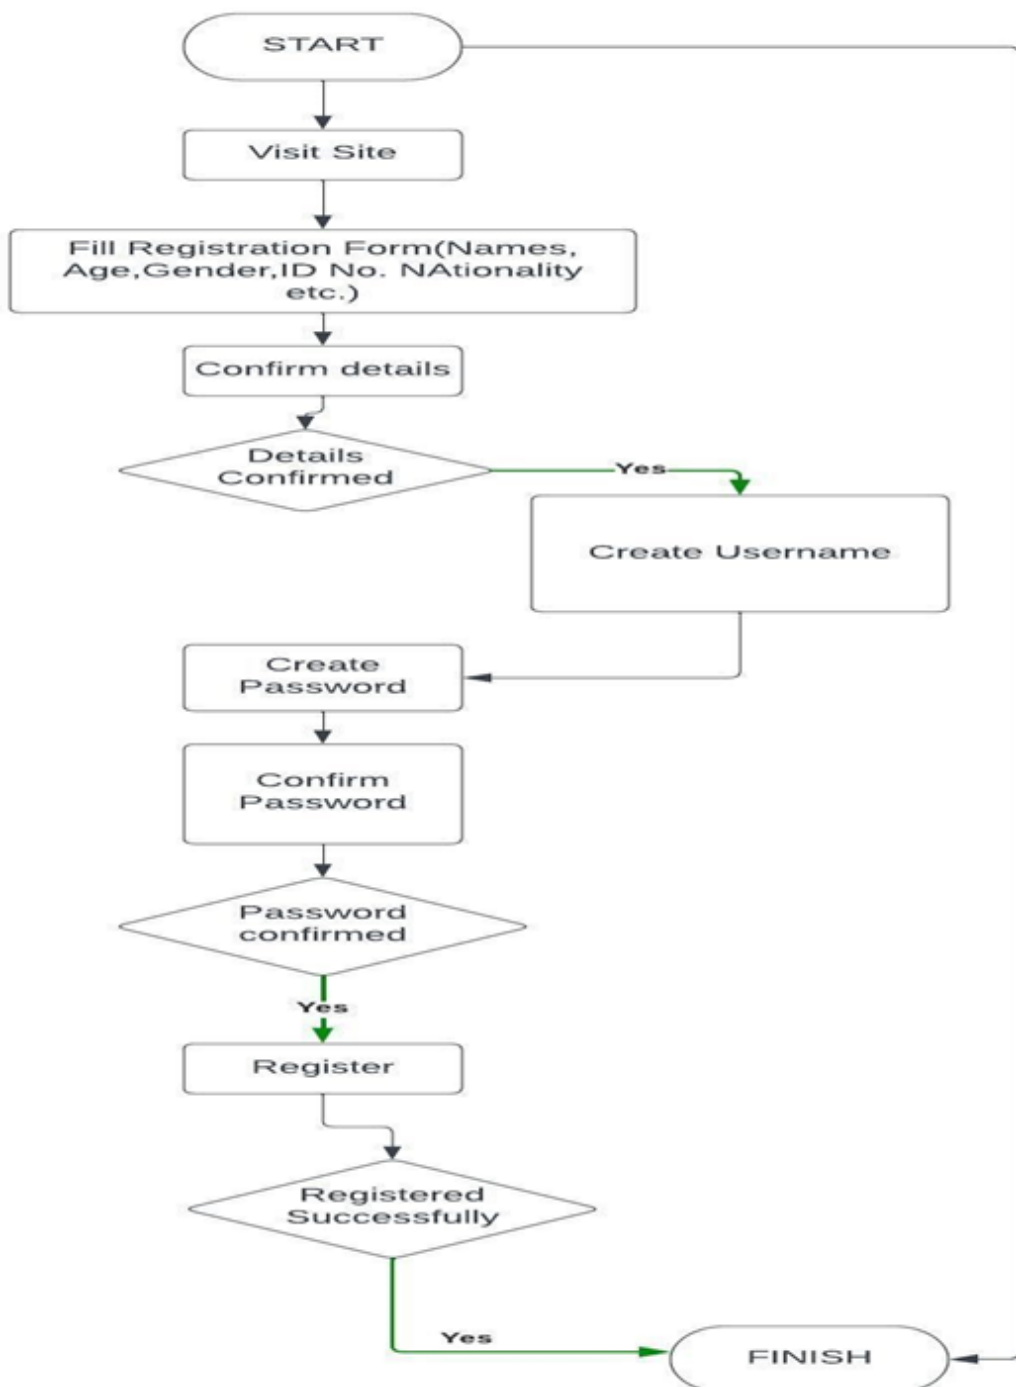 START
Visit Site
Fill Registration Form(Names,
Age,Gender,ID No. NAtionality
etc.)
Confirm details
Details
Confirmed
Yes
Create Username
Create
Password
Confirm
Password
Password
confirmed
Yes
Register
Registered
Successfully
Yes
FINISH